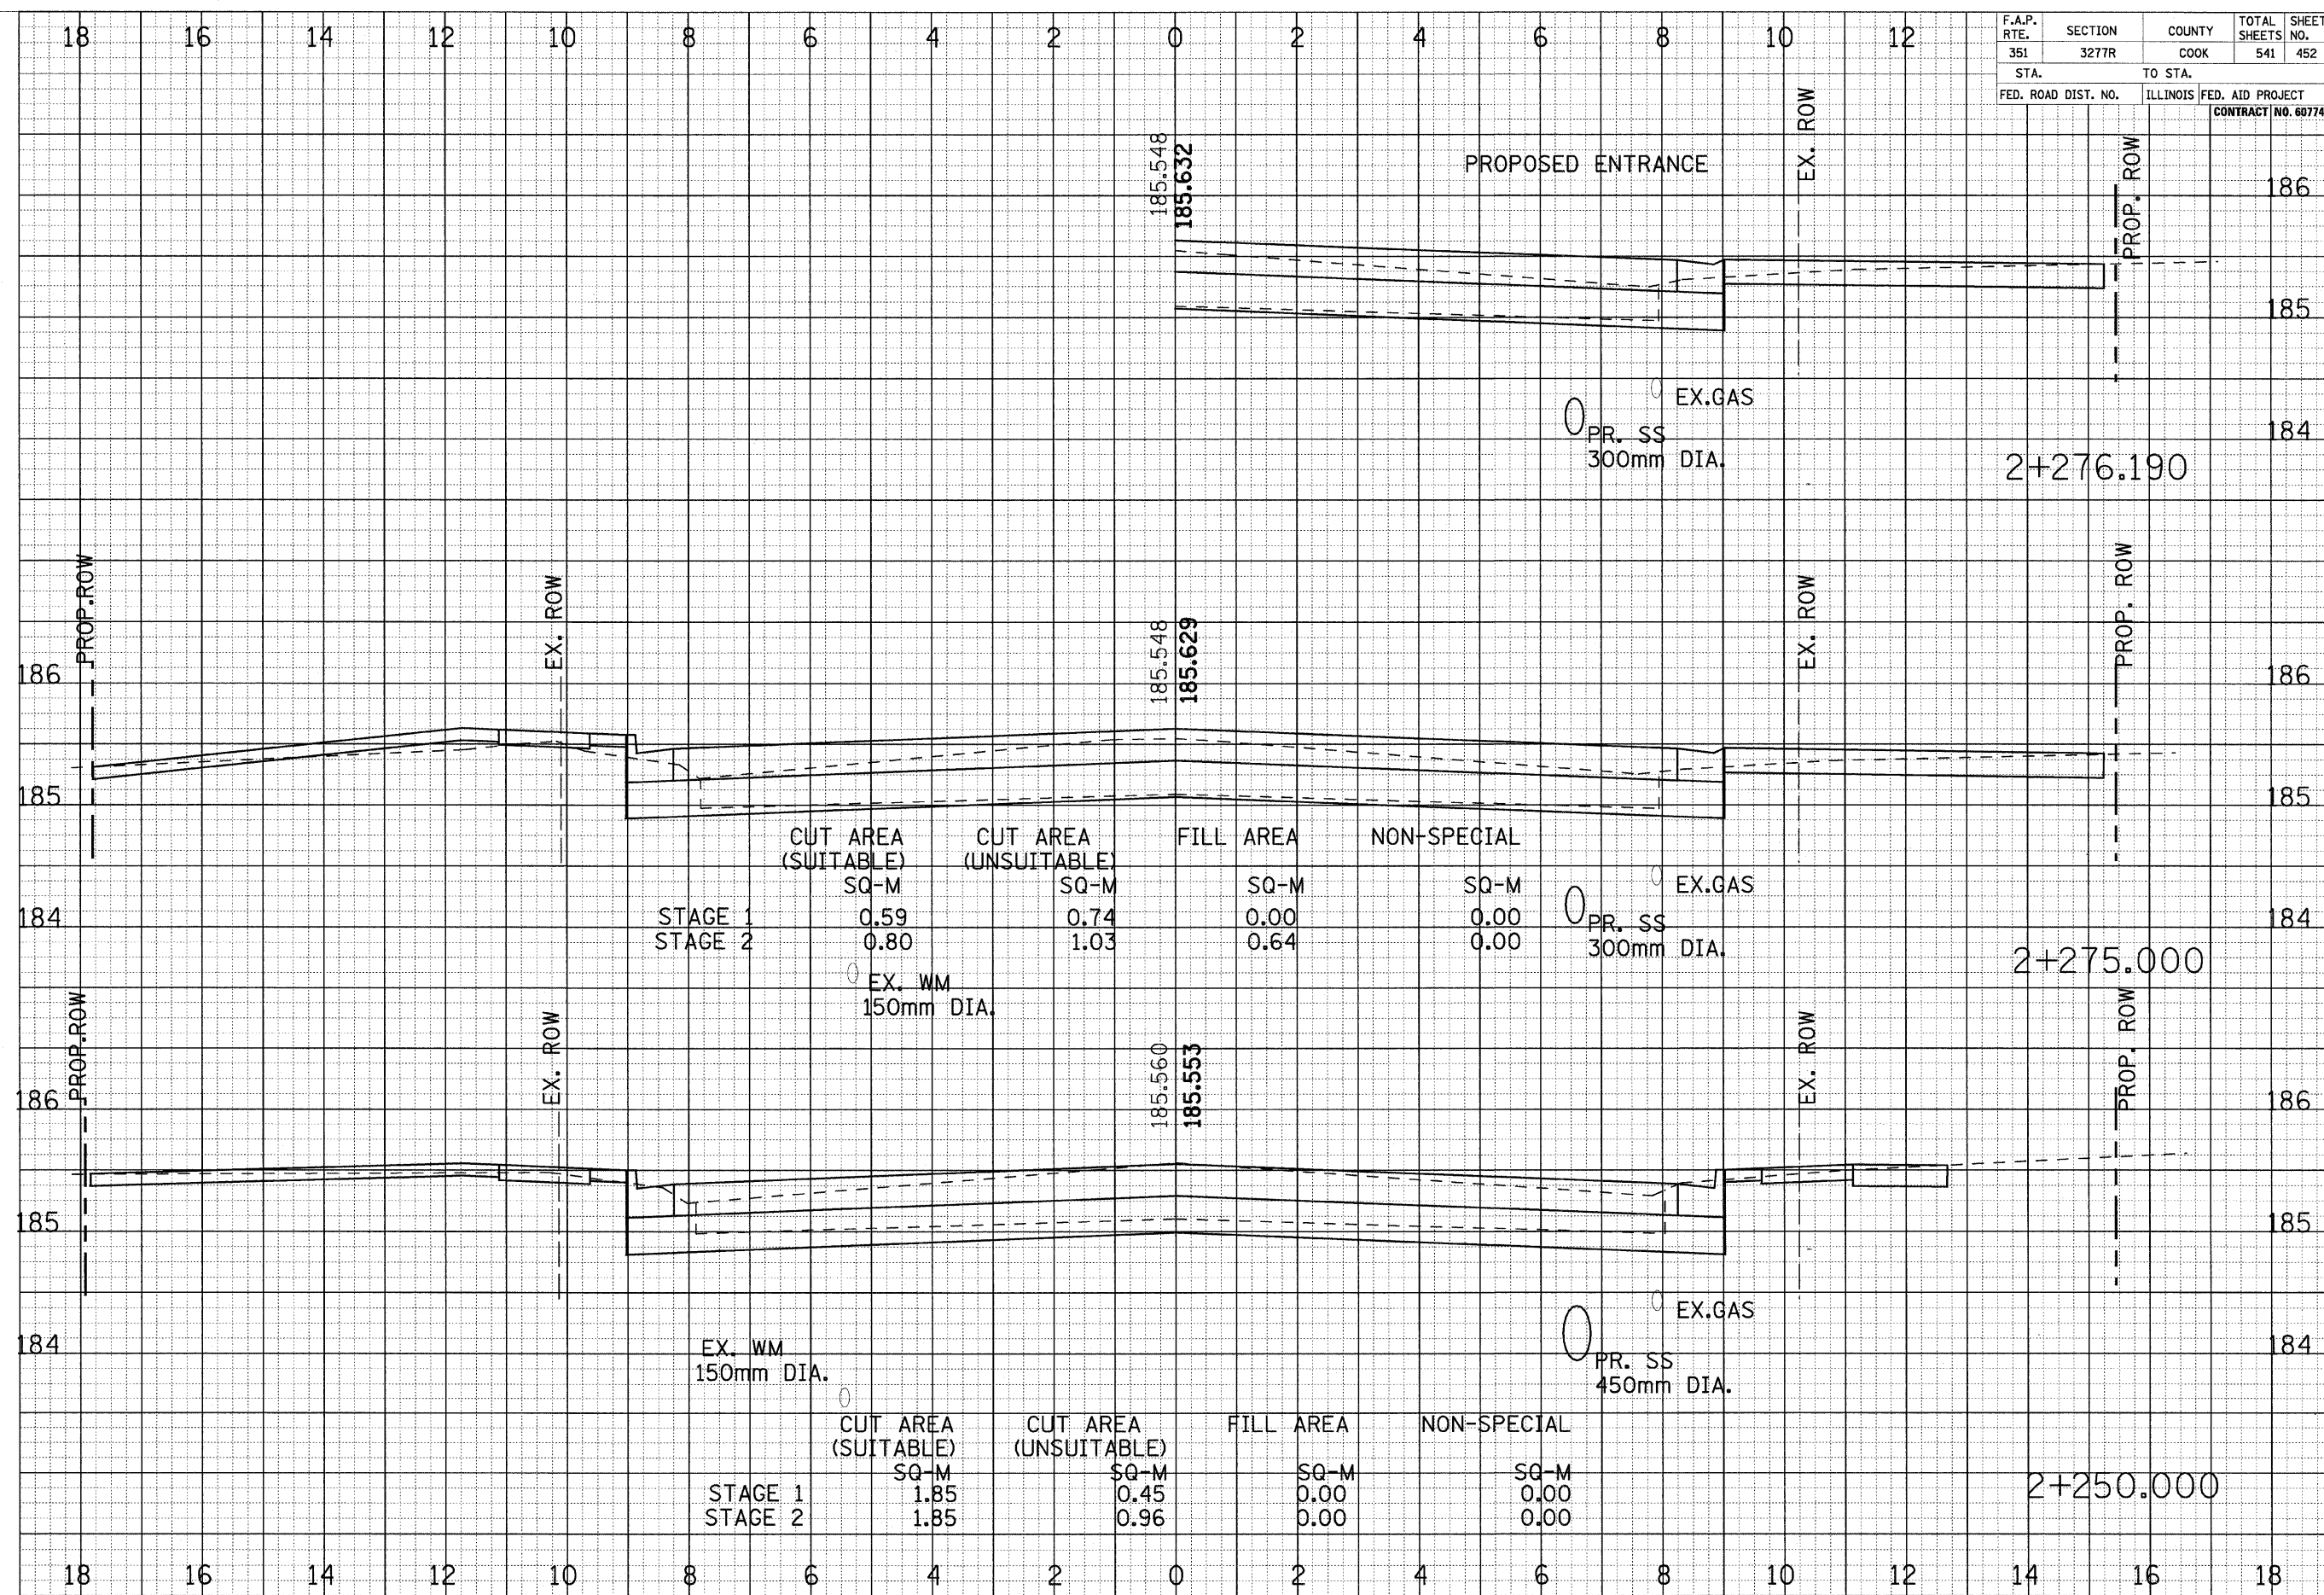 18 16 14 12 10 8 6 4 2 0 2 4 6 8 10 12
F.A.P. RTE. SECTION COUNTY TOTAL SHEETS SHEET NO.
351 3277R COOK 541 452
STA. TO STA.
FED. ROAD DIST. NO. ILLINOIS FED. AID PROJECT
CONTRACT NO. 60774
185.548
185.632
PROPOSED ENTRANCE
EX. ROW
PROP. ROW
186
185
EX.GAS
184
PR. SS
300mm DIA.
2+276.190
PROP.ROW
EX. ROW
185.548
185.629
EX. ROW
PROP. ROW
186 186
185 185
CUT AREA CUT AREA FILL AREA NON-SPECIAL
(SUITABLE) (UNSUITABLE)
SQ-M SQ-M SQ-M SQ-M
EX.GAS
STAGE 1 0.59 0.74 0.00 0.00
STAGE 2 0.80 1.03 0.64 0.00
184 184
PR. SS
300mm DIA.
2+275.000
EX. WM
150mm DIA.
PROP.ROW
EX. ROW
185.560
185.553
EX. ROW
PROP. ROW
186 186
185 185
EX.GAS
184 184
EX. WM
150mm DIA.
PR. SS
450mm DIA.
CUT AREA CUT AREA FILL AREA NON-SPECIAL
(SUITABLE) (UNSUITABLE)
SQ-M SQ-M SQ-M SQ-M
STAGE 1 1.85 0.45 0.00 0.00
STAGE 2 1.85 0.96 0.00 0.00
2+250.000
18 16 14 12 10 8 6 4 2 0 2 4 6 8 10 12 14 16 18